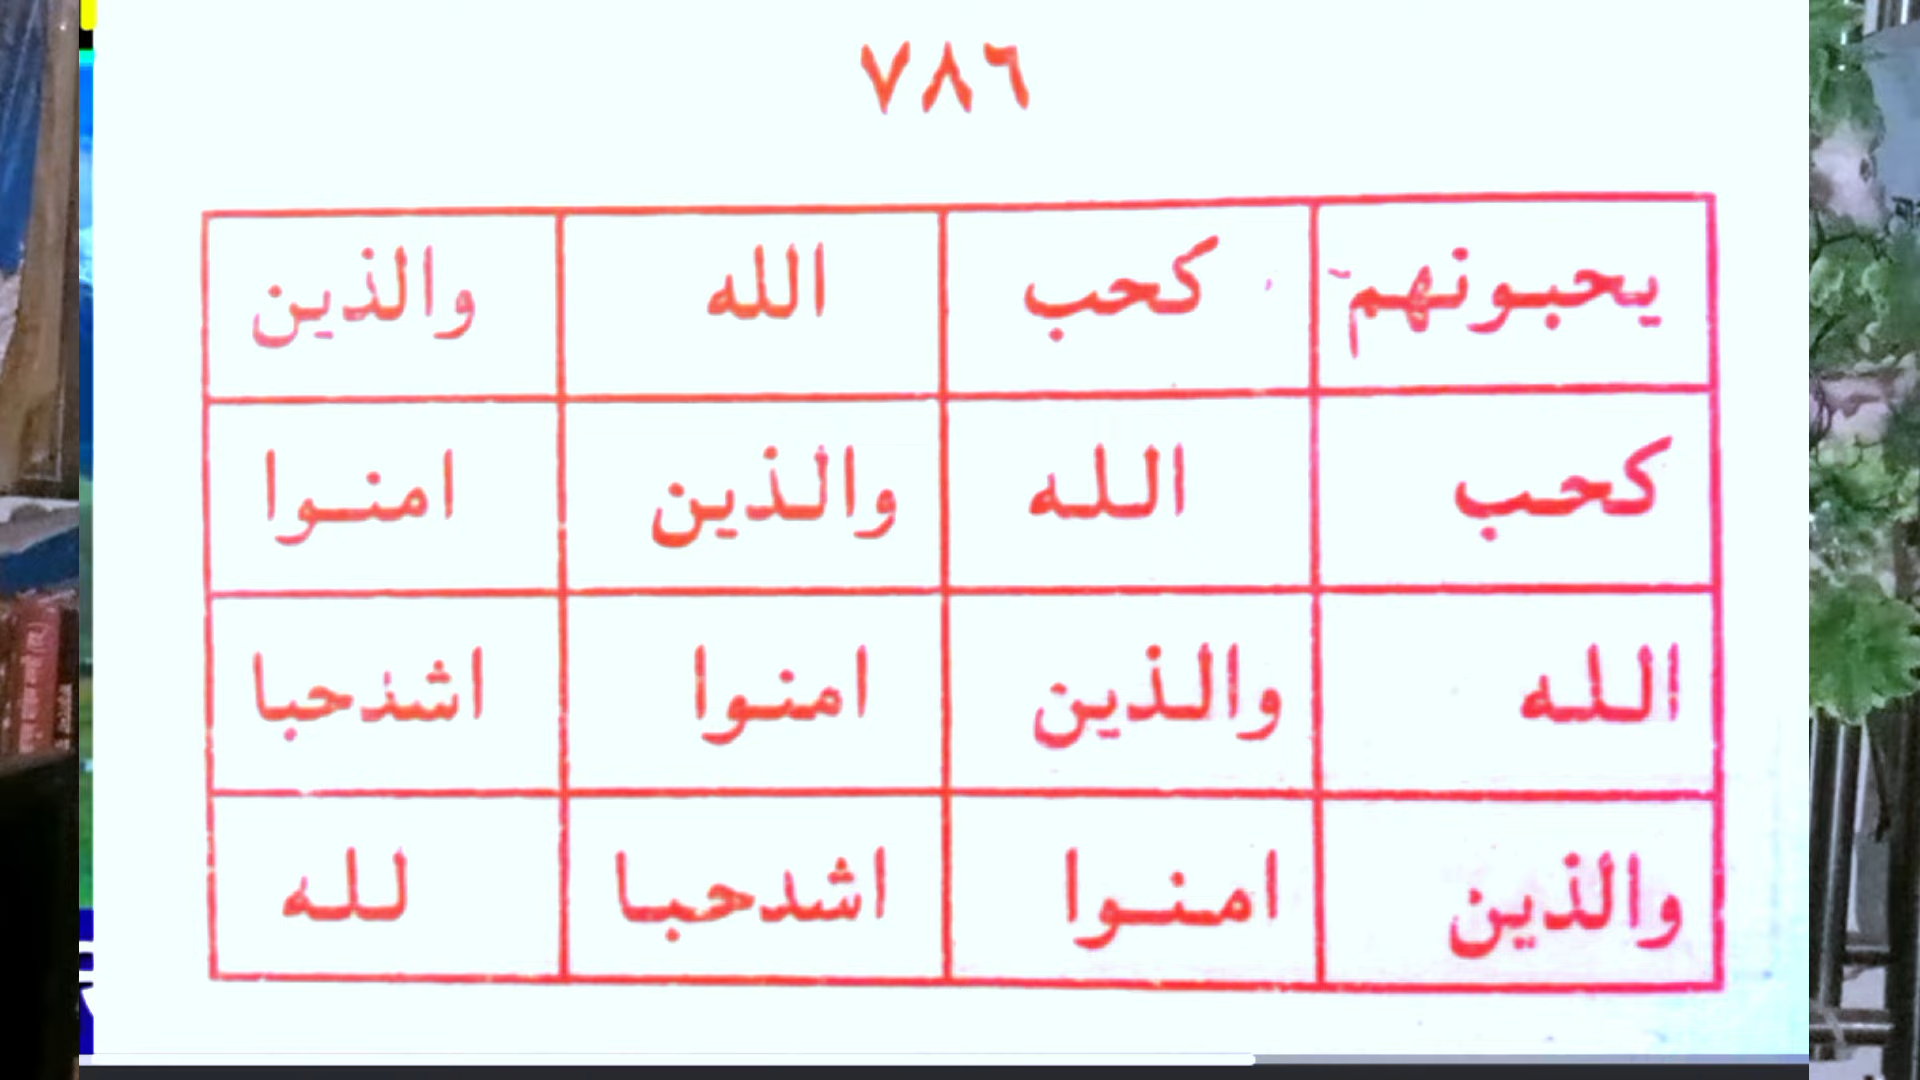 ٧٨٦
يحبونهم كحب الله والذين
كحب الله والذين امنوا
الله والذين امنوا اشدحبا
والذين امنوا اشدحبا لله